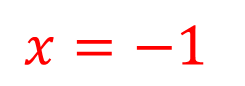 x = −1